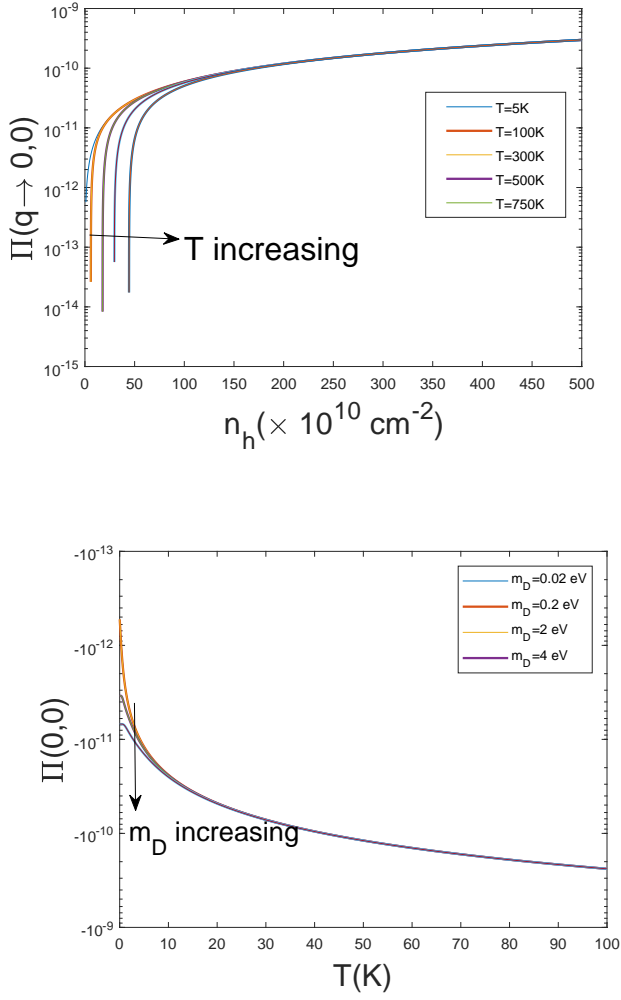 10^-9
10^-10
10^-11
10^-12
10^-13
10^-14
10^-15
Π(q→ 0,0)
T=5K
T=100K
T=300K
T=500K
T=750K
T increasing
0 50 100 150 200 250 300 350 400 450 500
n_h(× 10^10 cm^-2)
-10^-13
-10^-12
-10^-11
-10^-10
-10^-9
Π(0,0)
m_D=0.02 eV
m_D=0.2 eV
m_D=2 eV
m_D=4 eV
m_D increasing
0 10 20 30 40 50 60 70 80 90 100
T(K)